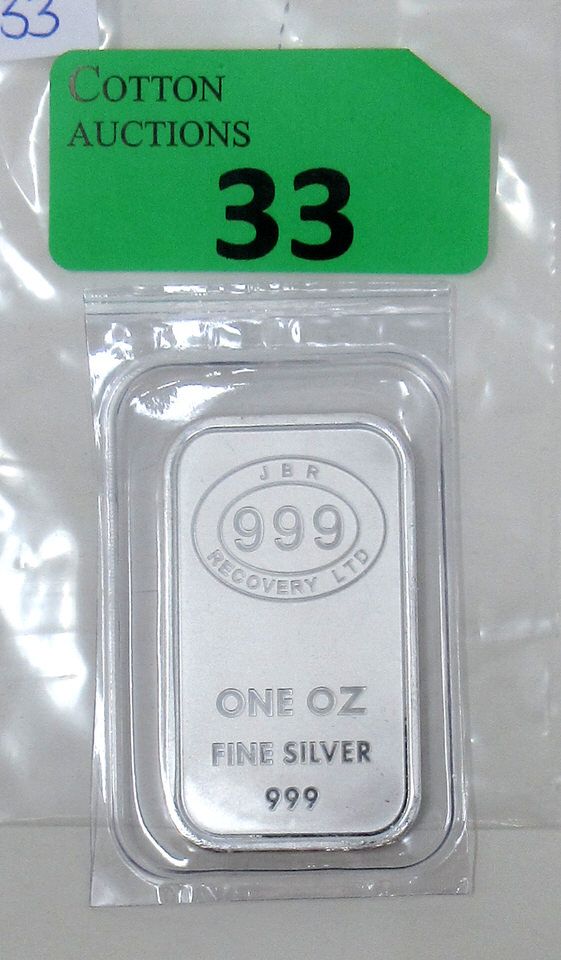 33
COTTON
AUCTIONS
33
JBR
999
RECOVERY LTD
ONE OZ
FINE SILVER
999